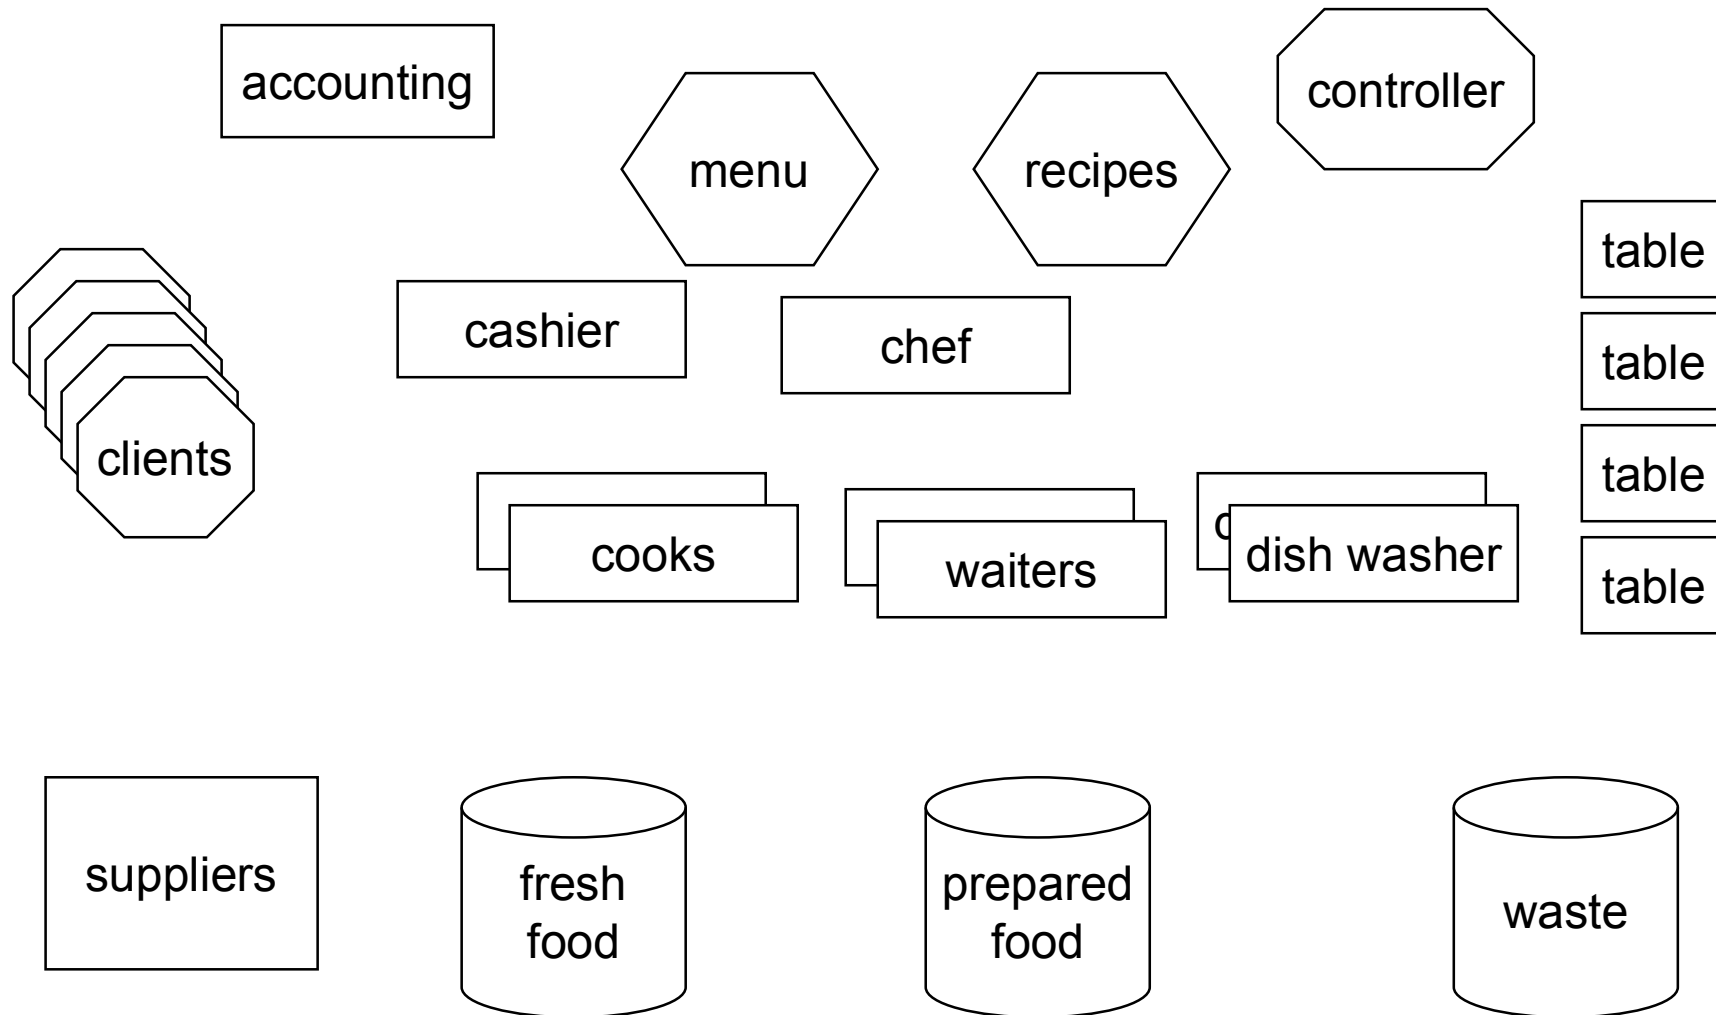 accounting
controller
menu
recipes
table
cashier
chef
table
clients
table
cooks
waiters
dish washer
table
suppliers
fresh
food
prepared
food
waste